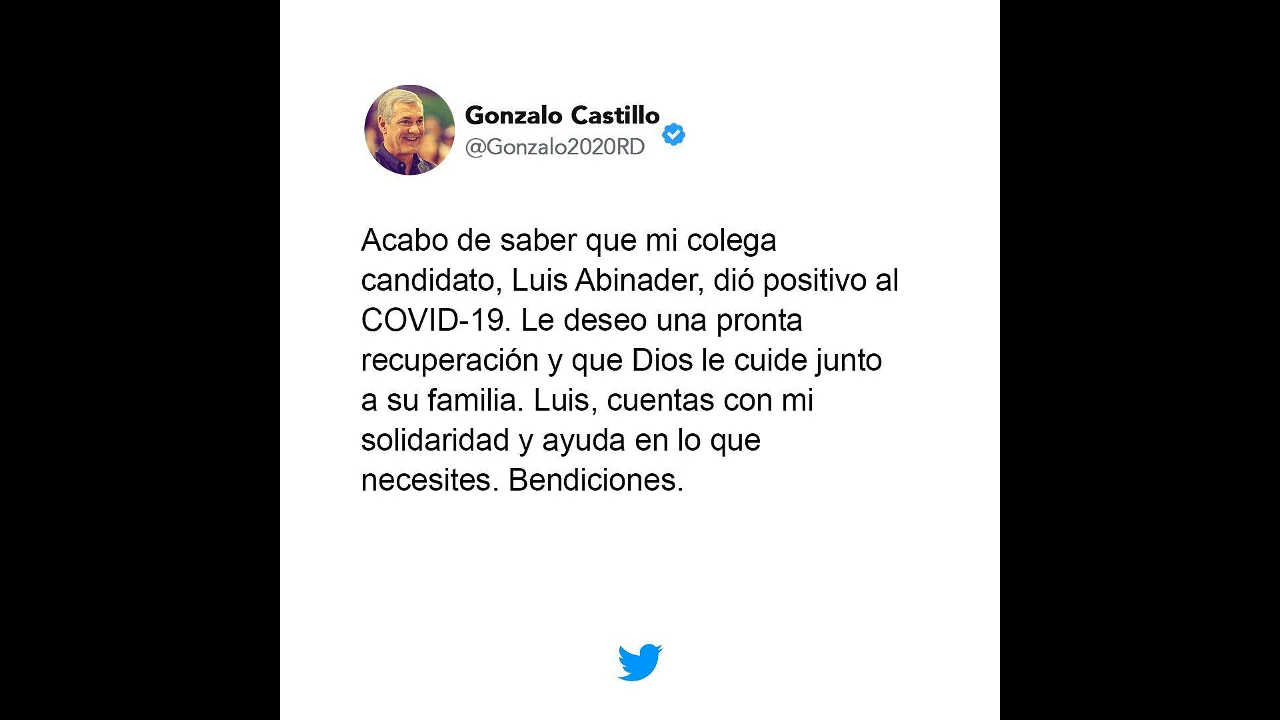 Gonzalo Castillo
@Gonzalo2020RD
Acabo de saber que mi colega
candidato, Luis Abinader, dió positivo al
COVID-19. Le deseo una pronta
recuperación y que Dios le cuide junto
a su familia. Luis, cuentas con mi
solidaridad y ayuda en lo que
necesites. Bendiciones.